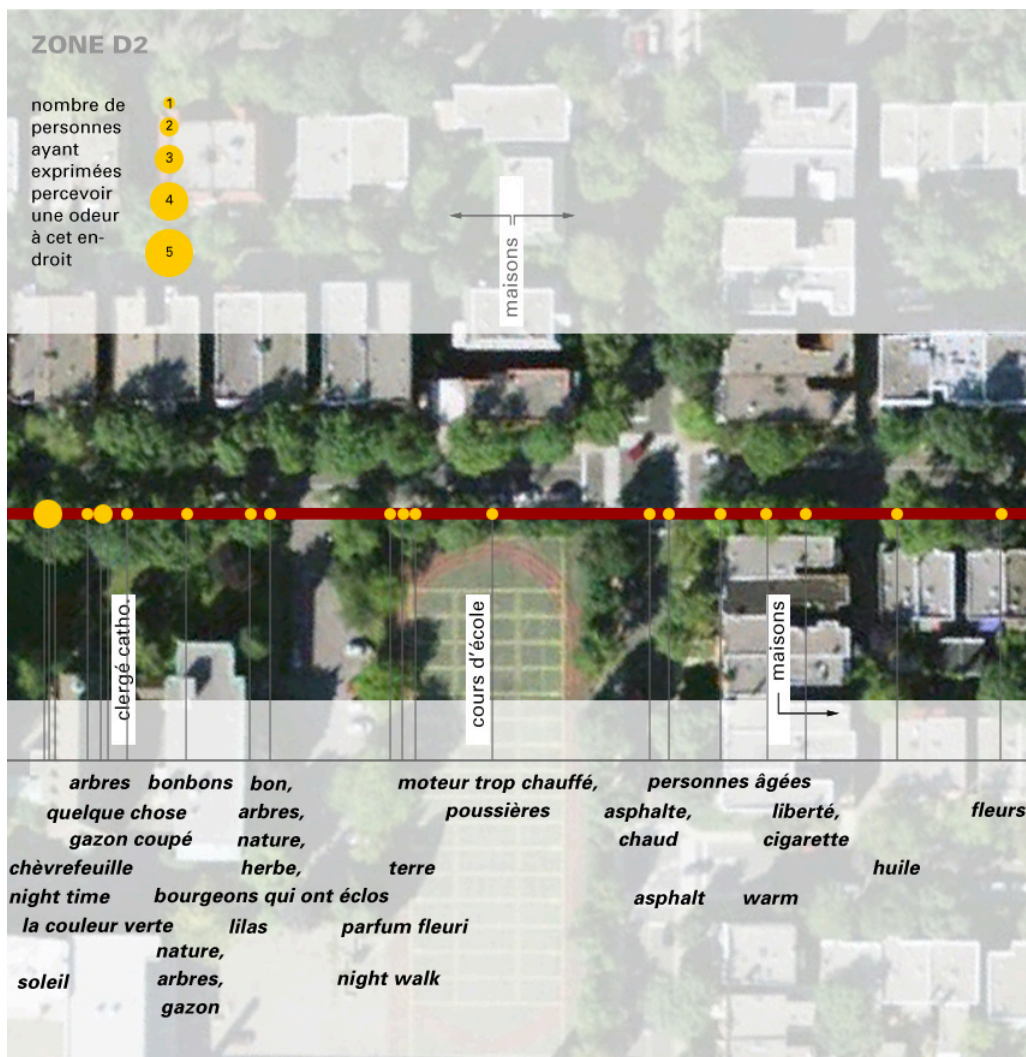 ZONE D2
nombre de
personnes
ayant
exprimées
percevoir
une odeur
à cet en-
droit
1
2
3
4
5
maisons
clergé catho.
cours d'école
maisons
arbres bonbons bon, moteur trop chauffé, personnes âgées
quelque chose arbres, poussières asphalte, liberté, fleurs
gazon coupé nature, chaud cigarette
chèvrefeuille herbe, terre huile
night time bourgeons qui ont éclos asphalt warm
la couleur verte lilas parfum fleuri
nature,
soleil arbres, night walk
gazon